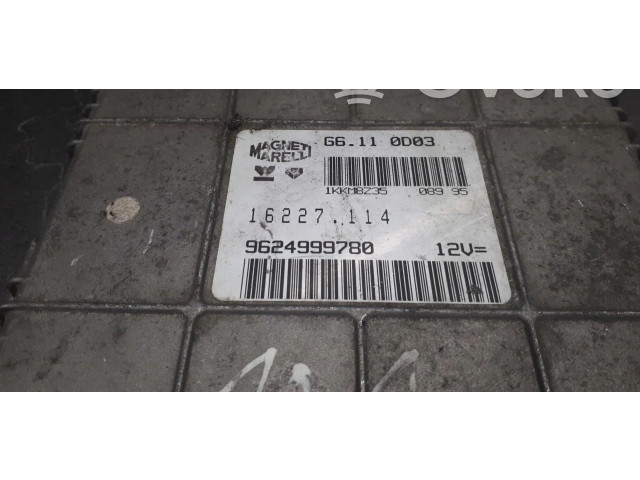 MAGNETI
MARELLI
G6.11 0D03
1KKM8Z35 089 95
16227.114
9624999780 12V=